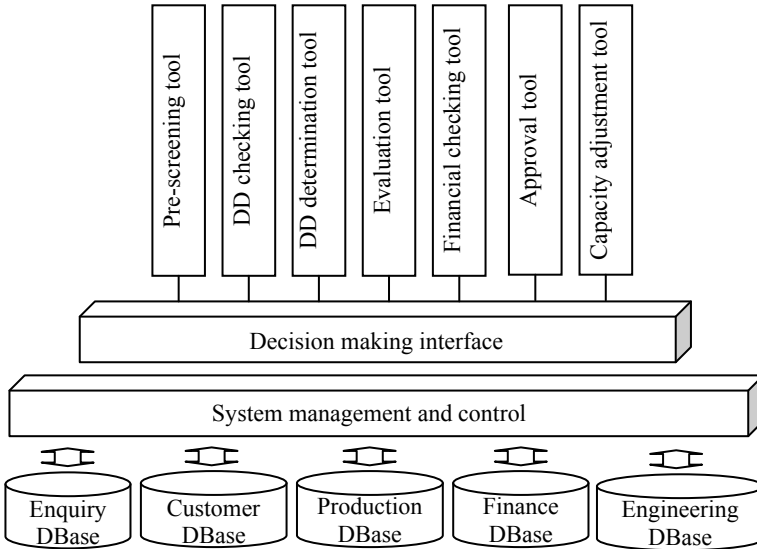 Pre-screening tool
DD checking tool
DD determination tool
Evaluation tool
Financial checking tool
Approval tool
Capacity adjustment tool
Decision making interface
System management and control
Enquiry
DBase
Customer
DBase
Production
DBase
Finance
DBase
Engineering
DBase